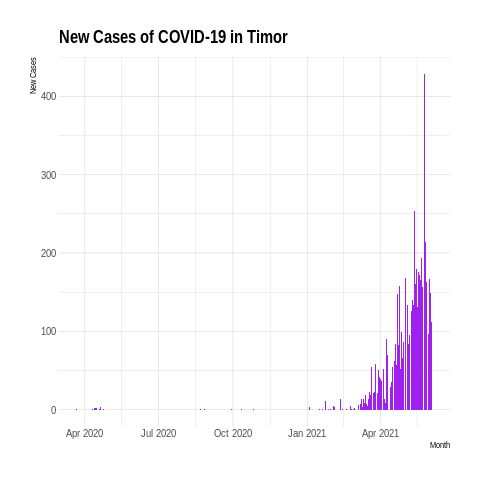 New Cases of COVID-19 in Timor
New Cases
400
300
200
100
0
Apr 2020
Jul 2020
Oct 2020
Jan 2021
Apr 2021
Month